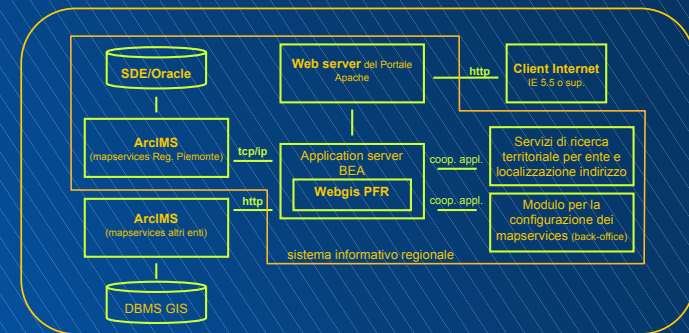 SDE/Oracle
Web server del Portale
Apache
http
Client Internet
IE 5.5 o sup.
ArcIMS
(mapservices Reg. Piemonte)
tcp/ip
Application server
BEA
Webgis PFR
coop. appl.
Servizi di ricerca
territoriale per ente e
localizzazione indirizzo
ArcIMS
(mapservices altri enti)
http
coop. appl.
Modulo per la
configurazione dei
mapservices (back-office)
sistema informativo regionale
DBMS GIS